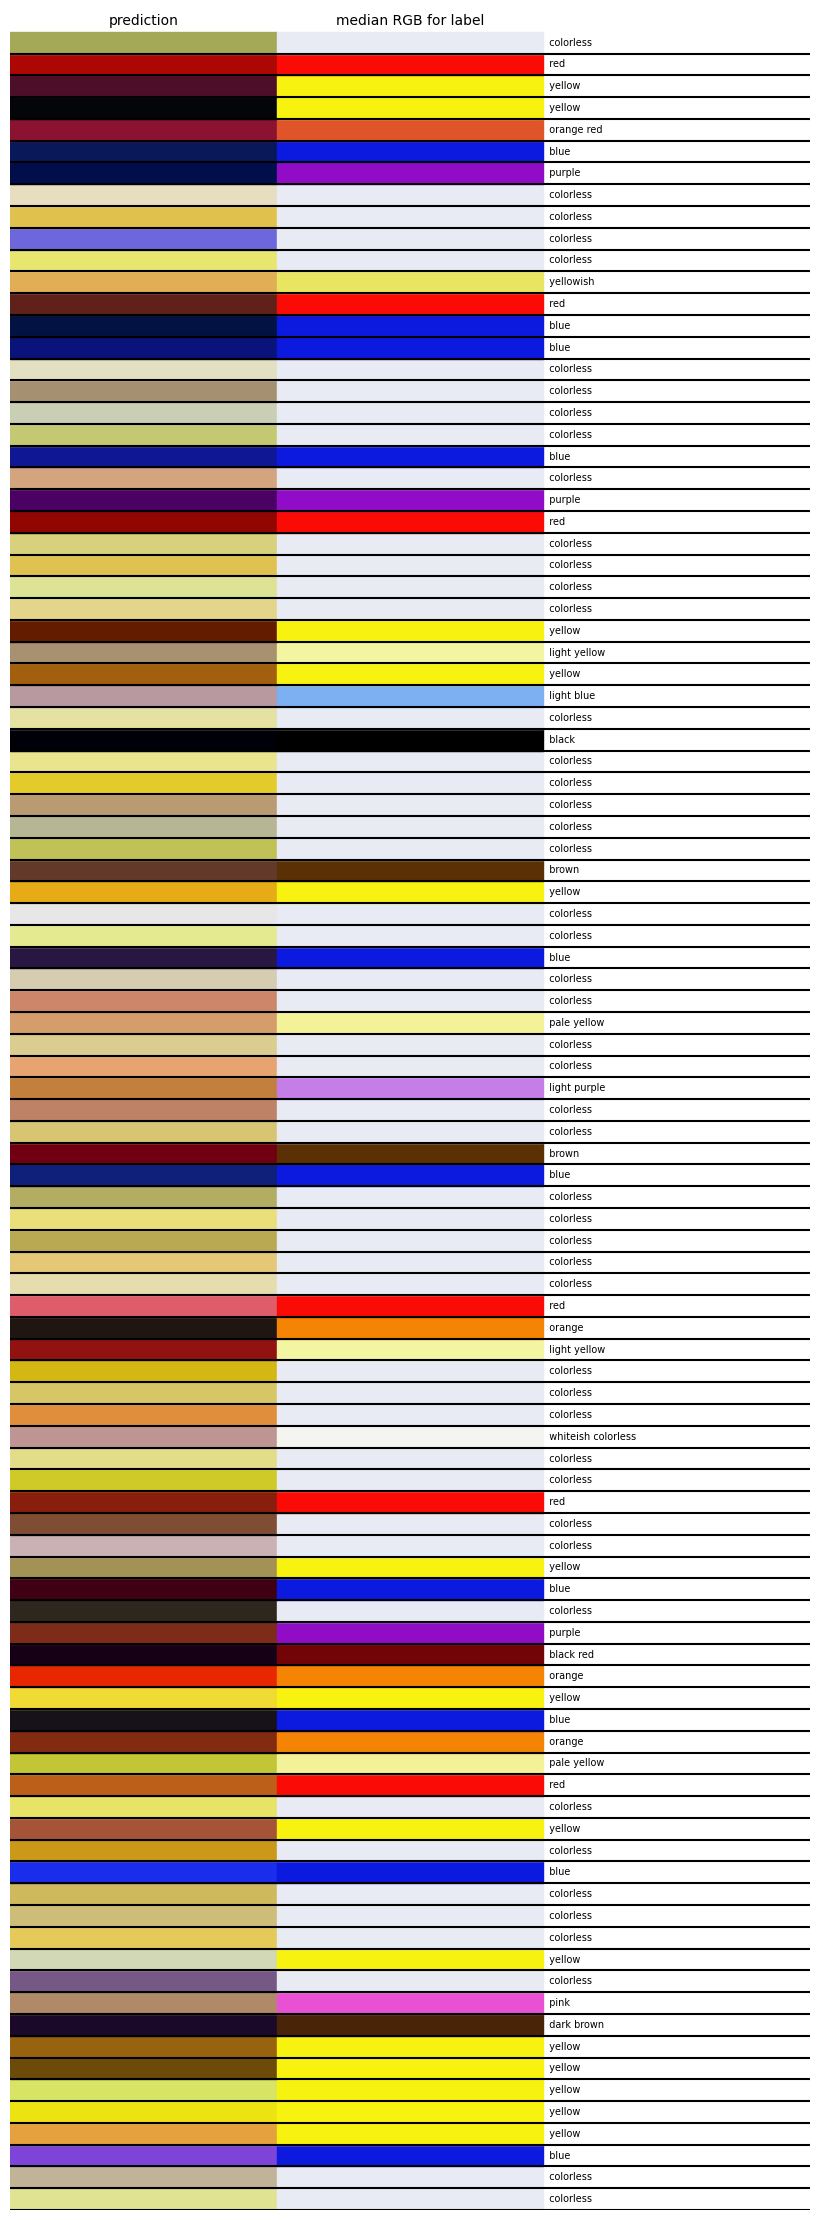 prediction median RGB for label
colorless
red
yellow
yellow
orange red
blue
purple
colorless
colorless
colorless
colorless
yellowish
red
blue
blue
colorless
colorless
colorless
colorless
blue
colorless
purple
red
colorless
colorless
colorless
colorless
yellow
light yellow
yellow
light blue
colorless
black
colorless
colorless
colorless
colorless
colorless
brown
yellow
colorless
colorless
blue
colorless
colorless
pale yellow
colorless
colorless
light purple
colorless
colorless
brown
blue
colorless
colorless
colorless
colorless
colorless
red
orange
light yellow
colorless
colorless
colorless
whiteish colorless
colorless
colorless
red
colorless
colorless
yellow
blue
colorless
purple
black red
orange
yellow
blue
orange
pale yellow
red
colorless
yellow
colorless
blue
colorless
colorless
colorless
yellow
colorless
pink
dark brown
yellow
yellow
yellow
yellow
yellow
blue
colorless
colorless